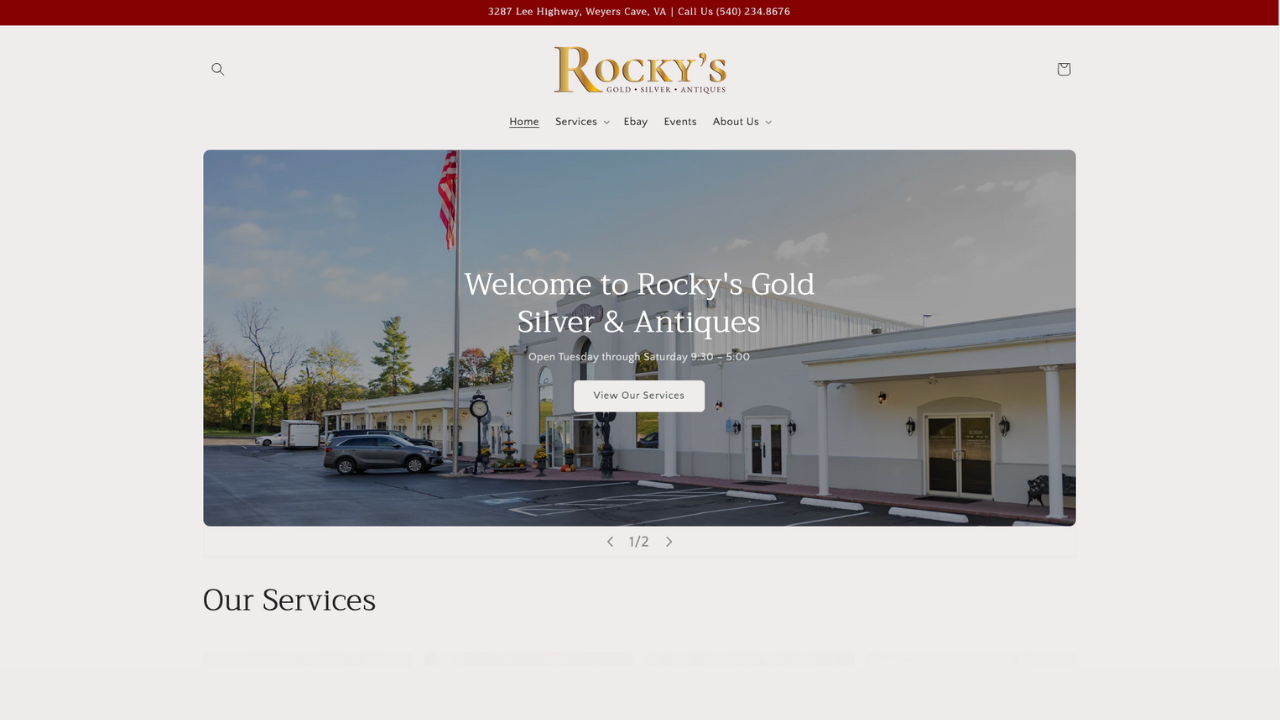 3287 Lee Highway, Weyers Cave, VA | Call Us (540) 234.8676
ROCKY'S
GOLD • SILVER • ANTIQUES
Home Services Ebay Events About Us
Welcome to Rocky's Gold
Silver & Antiques
Open Tuesday through Saturday 9:30 – 5:00
View Our Services
1/2
Our Services